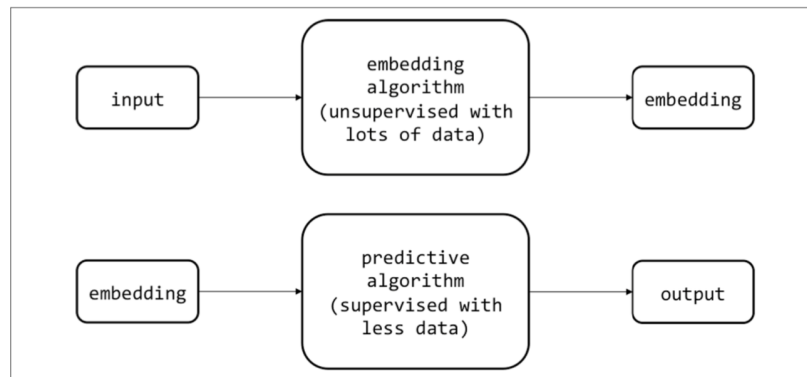 input
embedding
algorithm
(unsupervised with
lots of data)
embedding
embedding
predictive
algorithm
(supervised with
less data)
output